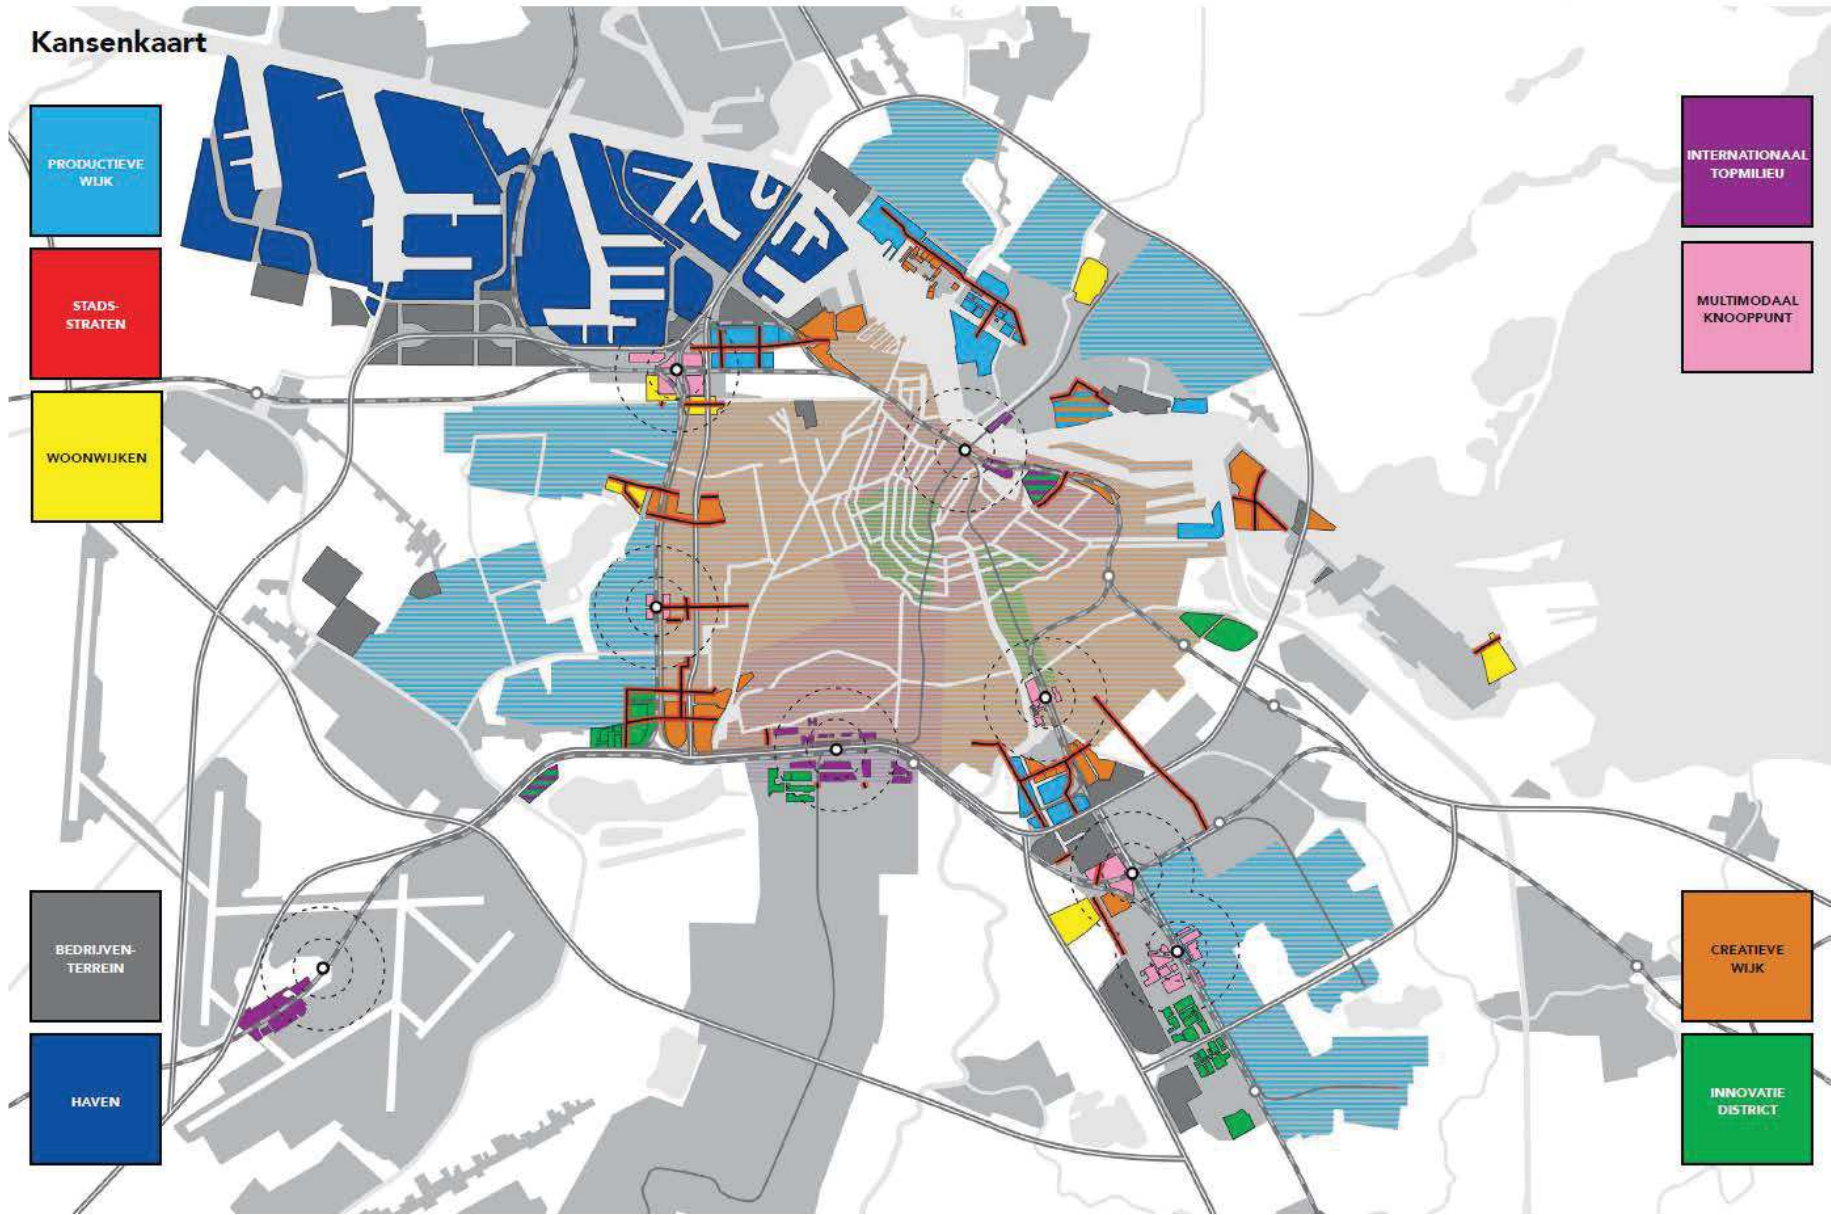 Kansenkaart
PRODUCTIEVE
WIJK
STADS-
STRATEN
WOONWIJKEN
BEDRIJVEN-
TERREIN
HAVEN
INTERNATIONAAL
TOPMILIEU
MULTIMODAAL
KNOOPPUNT
CREATIEVE
WIJK
INNOVATIE
DISTRICT